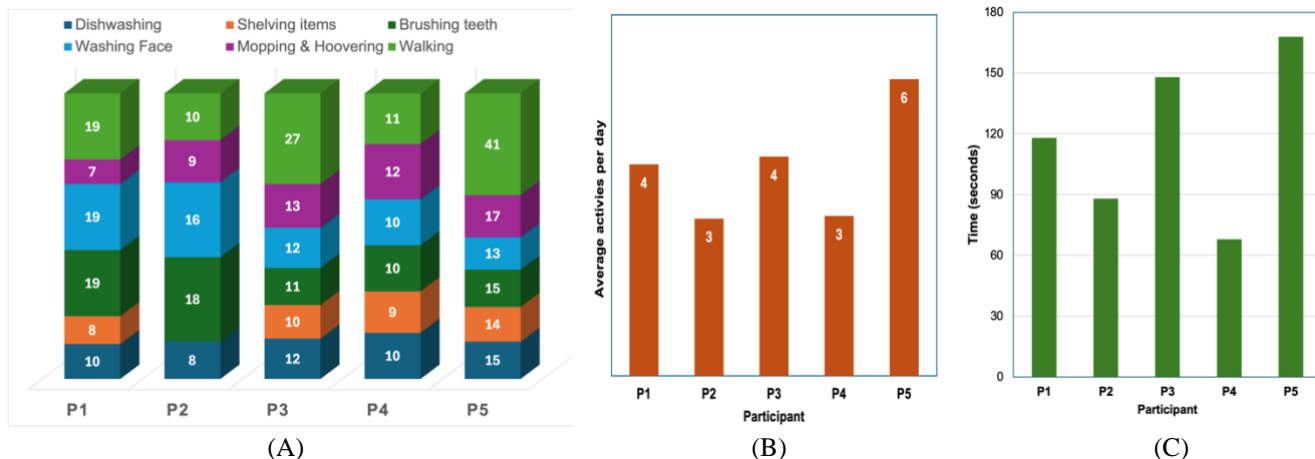 Dishwashing Shelving items Brushing teeth
Washing Face Mopping & Hoovering Walking
19 10 27 11 41
7 9 13 12 17
19 16 12 10 13
19 18 11 10 15
8 10 9 14
10 8 12 10 15
P1 P2 P3 P4 P5
(A)
Average activies per day
4 3 4 3 6
P1 P2 P3 P4 P5
Participant
(B)
Time (seconds)
180
150
120
90
60
30
0
P1 P2 P3 P4 P5
Participant
(C)